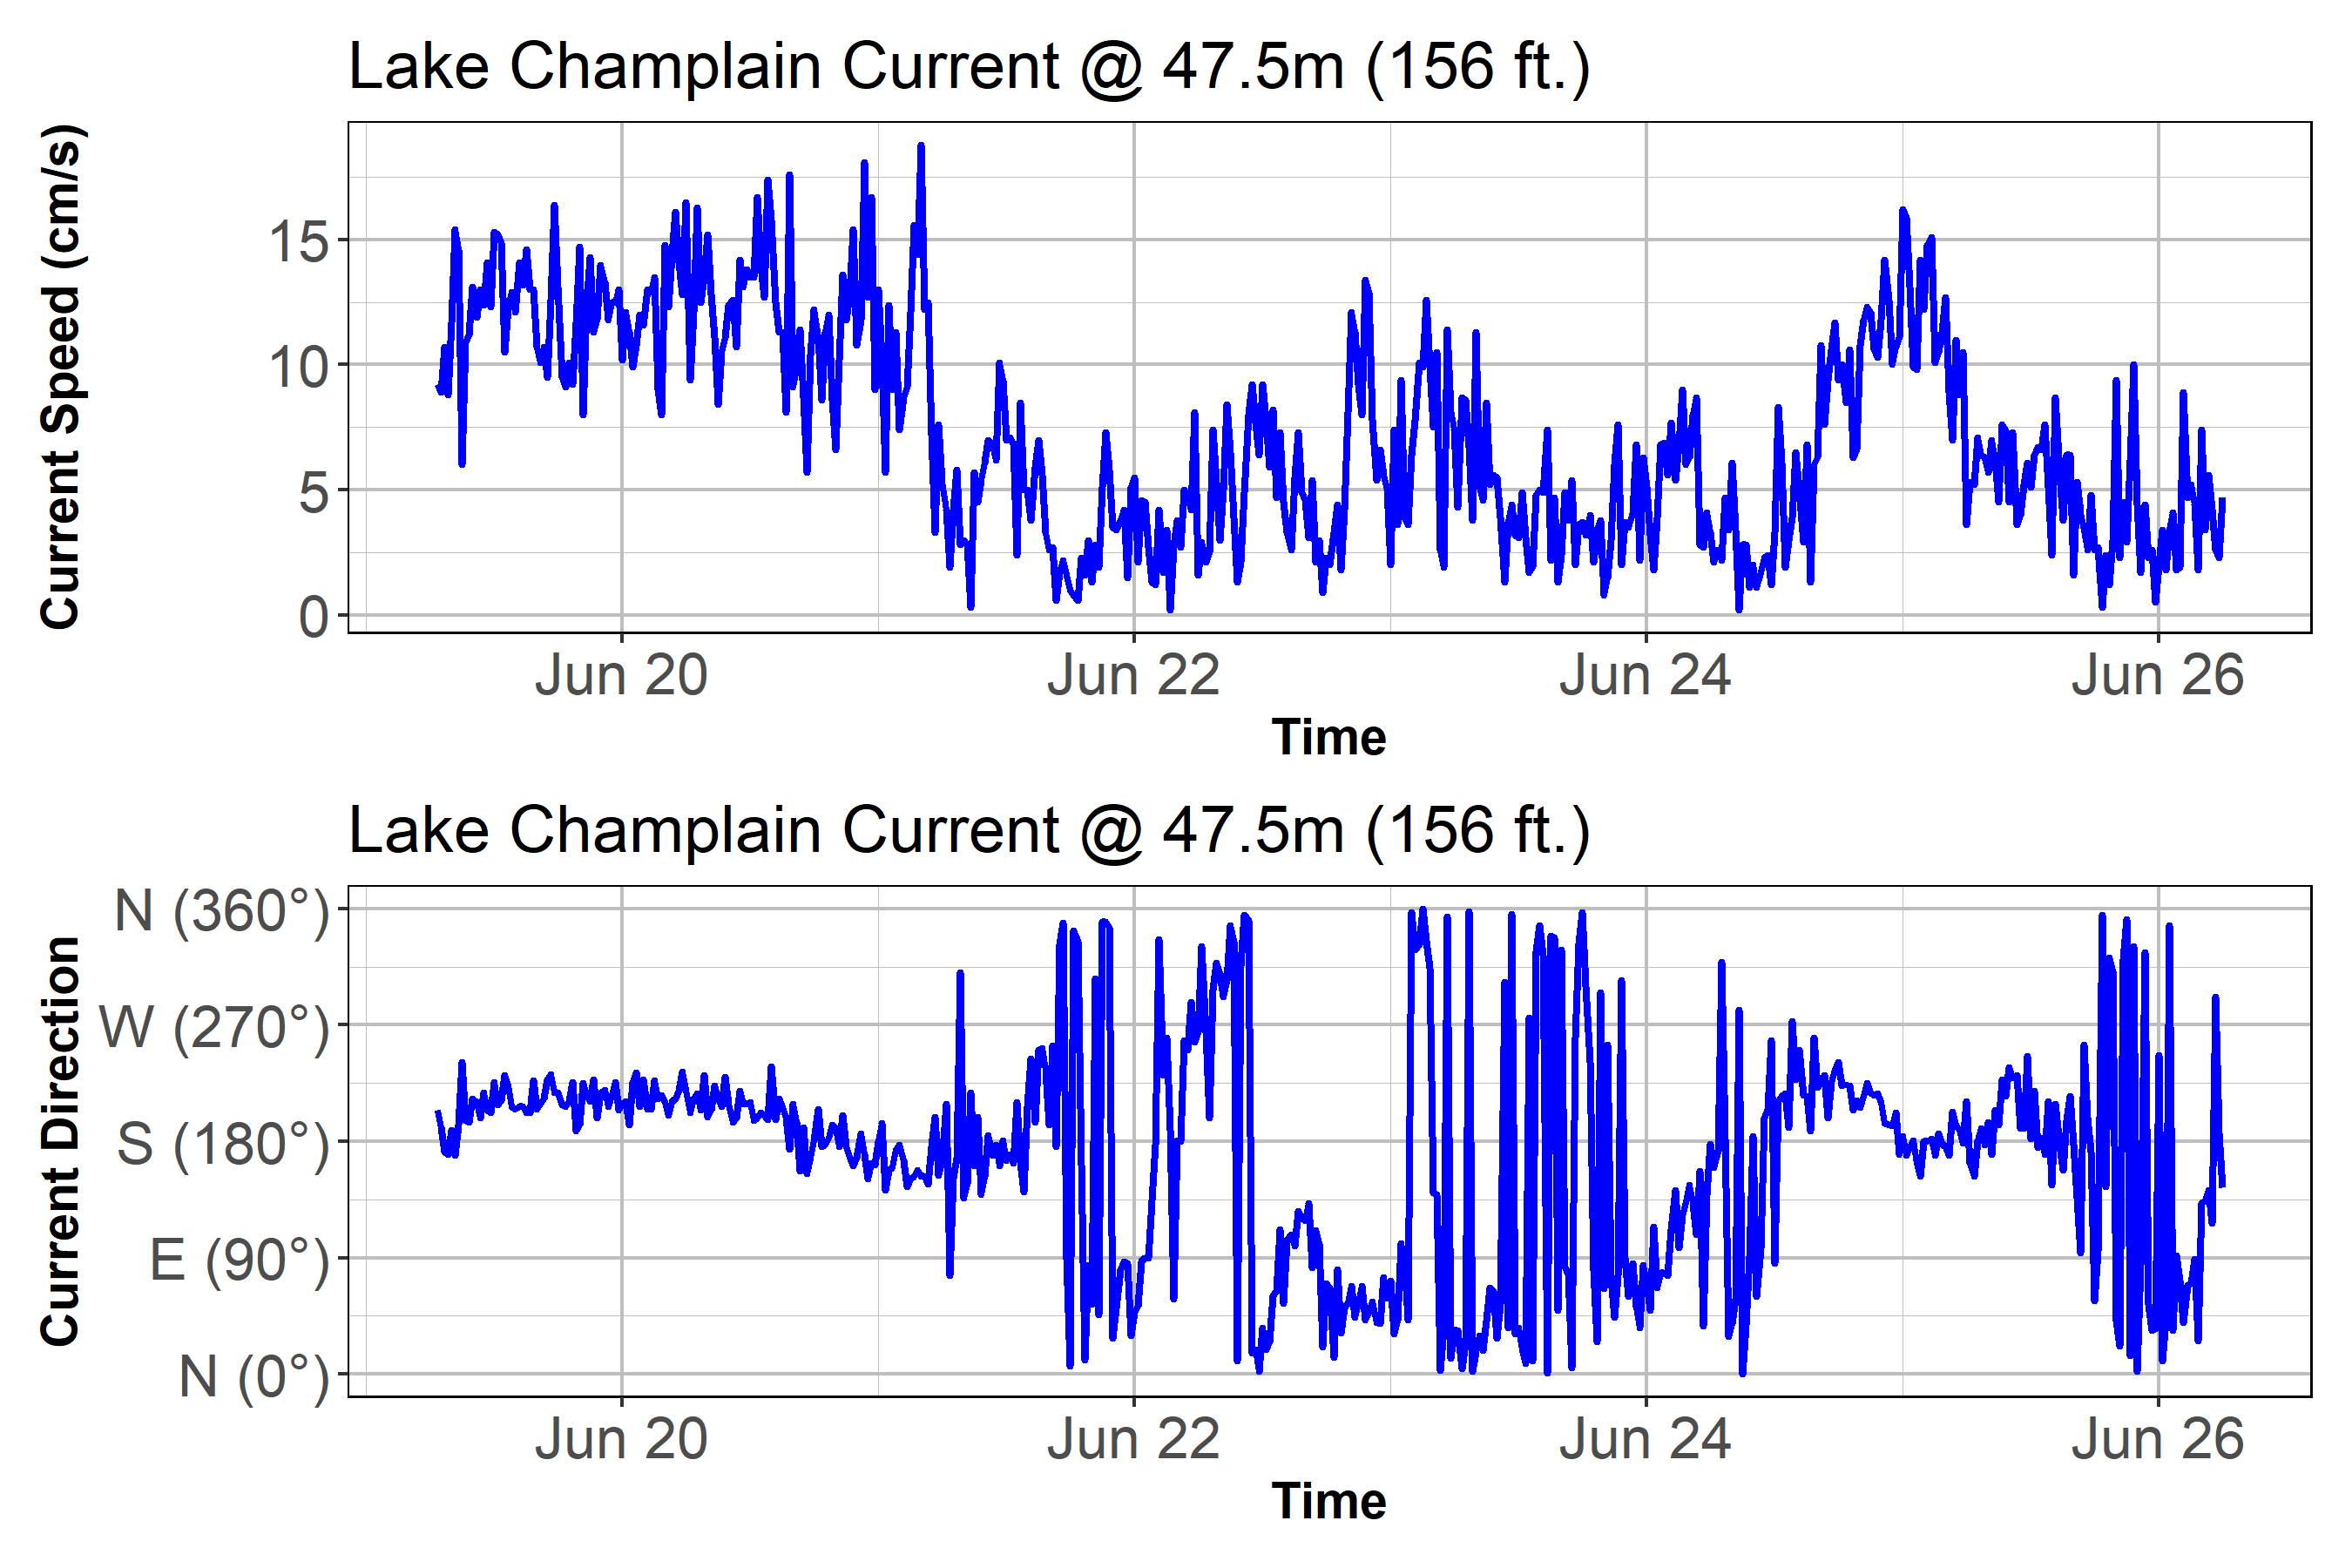 Lake Champlain Current @ 47.5m (156 ft.)
Current Speed (cm/s)
15
10
5
0
Jun 20 Jun 22 Jun 24 Jun 26
Time
Lake Champlain Current @ 47.5m (156 ft.)
Current Direction
N (360°)
W (270°)
S (180°)
E (90°)
N (0°)
Jun 20 Jun 22 Jun 24 Jun 26
Time